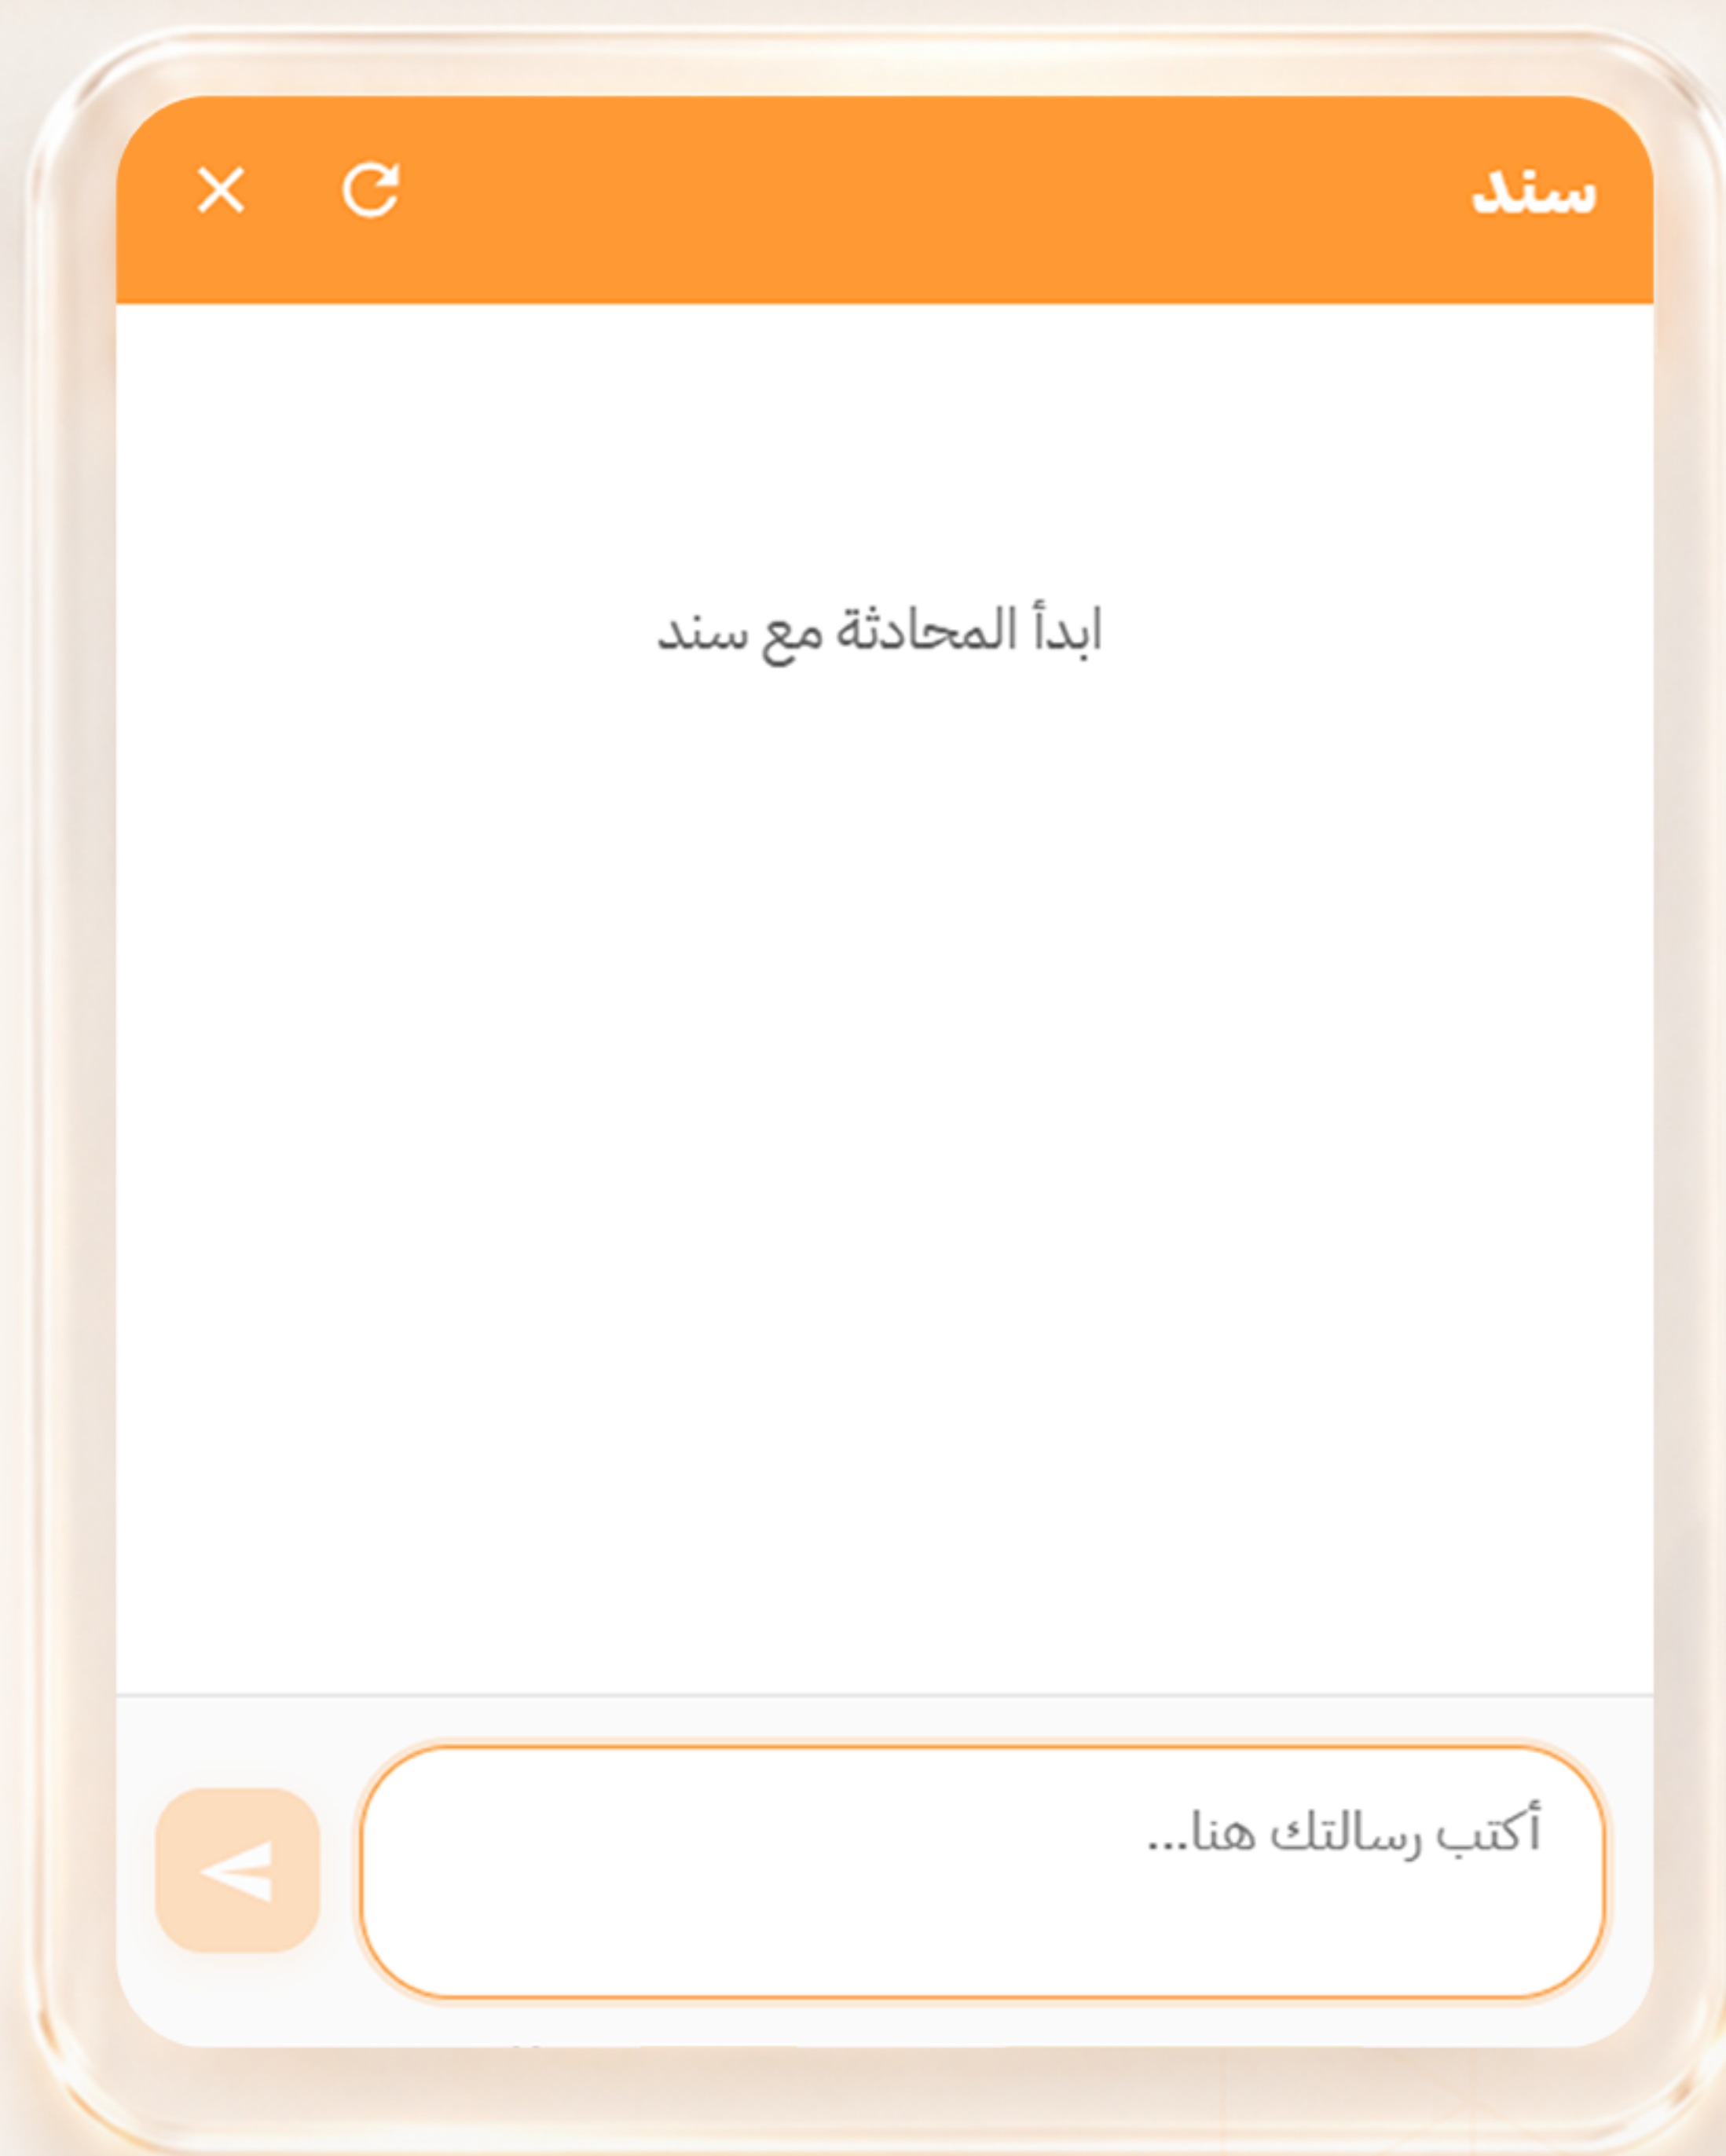 سند
ابدأ المحادثة مع سند
أكتب رسالتك هنا...